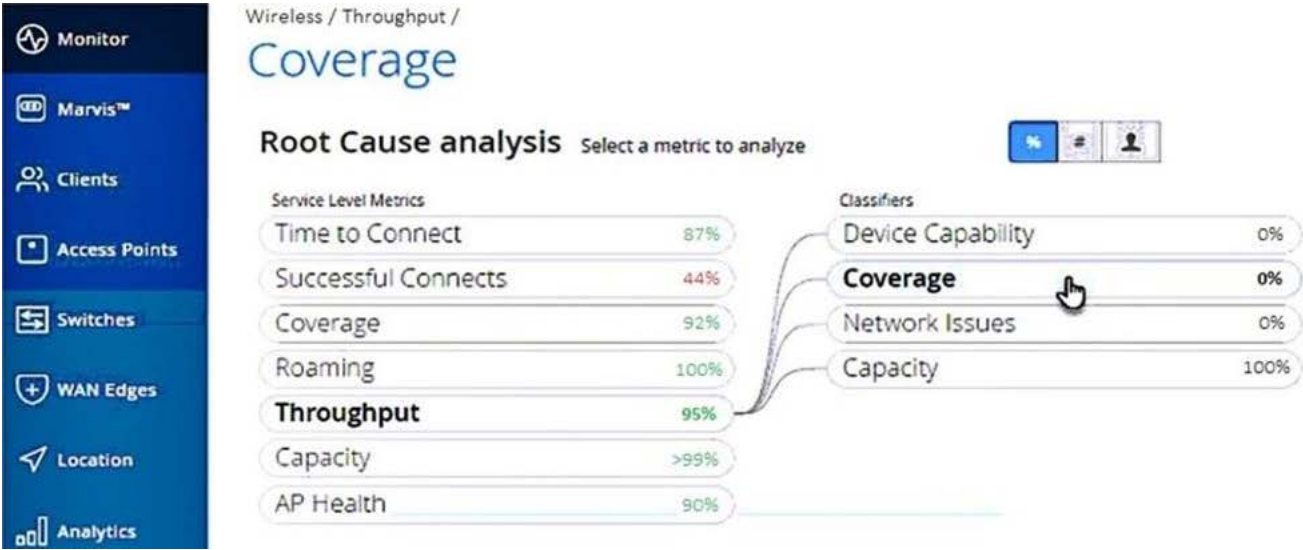 Monitor
Marvis™
Clients
Access Points
Switches
WAN Edges
Location
Analytics
Wireless / Throughput /
Coverage
Root Cause analysis Select a metric to analyze
% #
Service Level Metrics
Time to Connect 87%
Successful Connects 44%
Coverage 92%
Roaming 100%
Throughput 95%
Capacity >99%
AP Health 90%
Classifiers
Device Capability 0%
Coverage 0%
Network Issues 0%
Capacity 100%